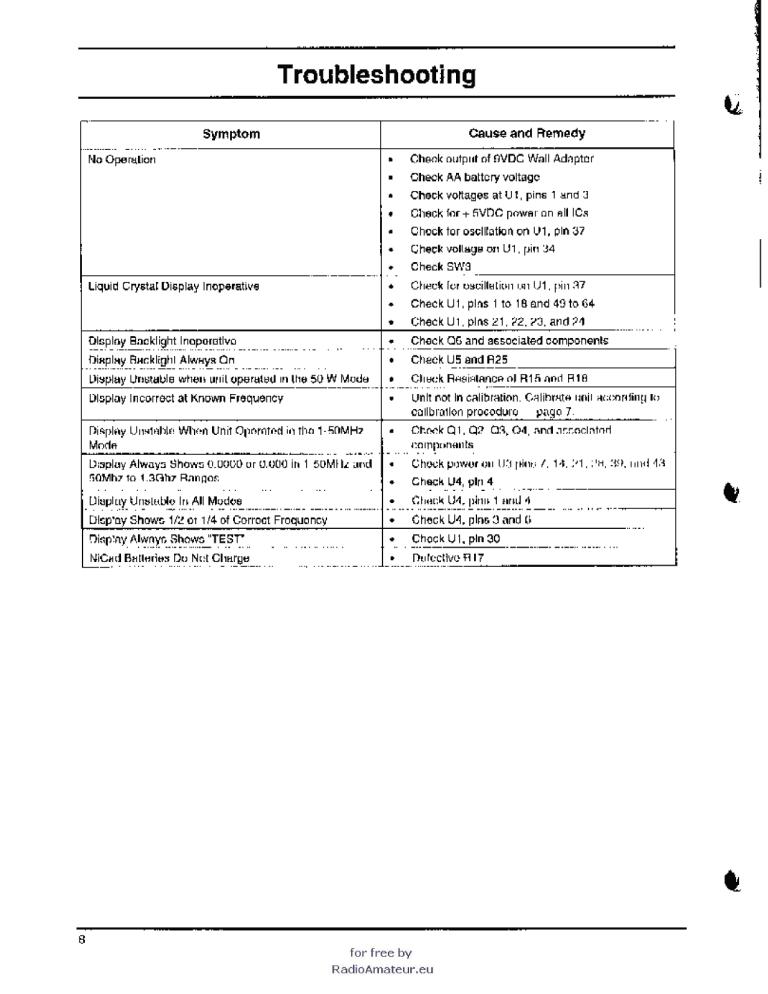 Troubleshooting
Symptom
Cause and Remedy
No Operation
• Check output of 9VDC Wall Adaptor
• Check AA battery voltage
• Check voltages at U1, pins 1 and 3
• Check for + 5VDC power on all ICs
• Check for oscillation on U1, pin 37
• Check voltage on U1, pin 34
• Check SW3
Liquid Crystal Display Inoperative
• Check for oscillation on U1, pin 37
• Check U1, pins 1 to 18 and 49 to 64
• Check U1, pins 21, 22, 23, and 24
Display Backlight Inoperative
• Check Q6 and associated components
Display Backlight Always On
• Check U5 and R25
Display Unstable when unit operated in the 50 W Mode
• Check Resistance of R15 and R18
Display Incorrect at Known Frequency
• Unit not in calibration. Calibrate unit according to
calibration procedure page 7.
Display Unstable When Unit Operated in the 1-50MHz
Mode
• Check Q1, Q2 Q3, Q4, and associated
components
Display Always Shows 0.0000 or 0.000 in 1 50MHz and
50Mhz to 1.3Ghz Ranges
• Check power on U3 pins 7, 14, 21, 28, 39, and 43
• Check U4, pin 4
Display Unstable In All Modes
• Check U4, pins 1 and 4
Display Shows 1/2 or 1/4 of Correct Frequency
• Check U4, pins 3 and 6
Display Always Shows "TEST"
• Check U1, pin 30
NiCad Batteries Do Not Charge
• Defective R17
8
for free by
RadioAmateur.eu